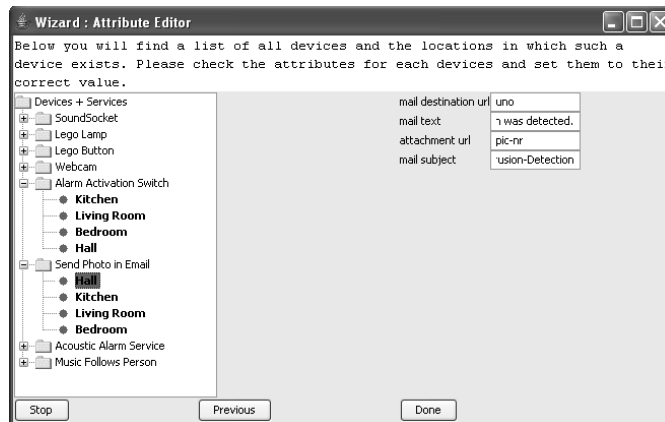 Wizard : Attribute Editor
Below you will find a list of all devices and the locations in which such a
device exists. Please check the attributes for each devices and set them to their
correct value.
Devices + Services
SoundSocket
Lego Lamp
Lego Button
Webcam
Alarm Activation Switch
Kitchen
Living Room
Bedroom
Hall
Send Photo in Email
Hall
Kitchen
Living Room
Bedroom
Acoustic Alarm Service
Music Follows Person
mail destination url uno
mail text was detected.
attachment url pic-nr
mail subject usion-Detection
Stop Previous Done